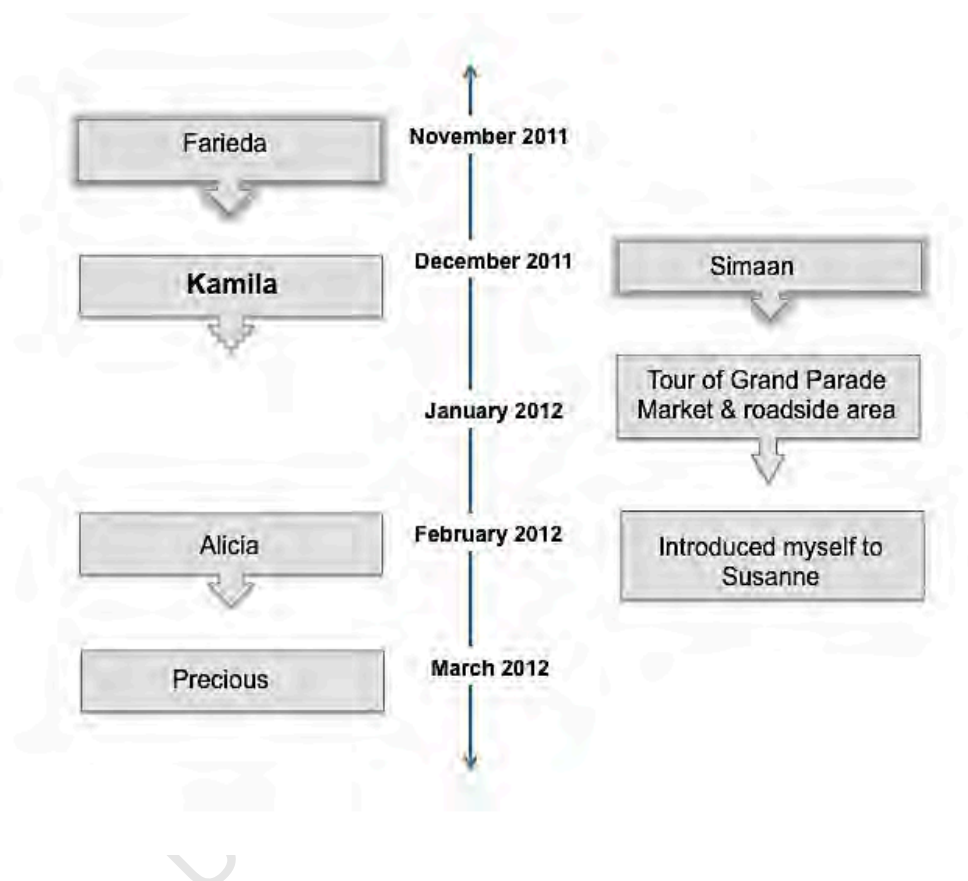 Farieda
November 2011
Kamila
December 2011
Simaan
Tour of Grand Parade
Market & roadside area
January 2012
Alicia
February 2012
Introduced myself to
Susanne
Precious
March 2012